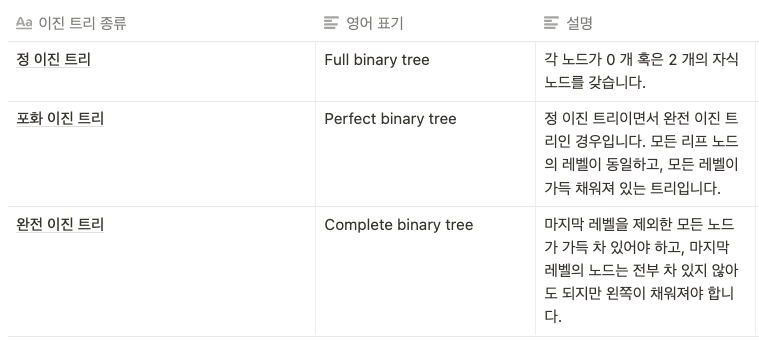 Aa 이진 트리 종류
영어 표기
설명
정 이진 트리
Full binary tree
각 노드가 0 개 혹은 2 개의 자식
노드를 갖습니다.
포화 이진 트리
Perfect binary tree
정 이진 트리이면서 완전 이진 트
리인 경우입니다. 모든 리프 노드
의 레벨이 동일하고, 모든 레벨이
가득 채워져 있는 트리입니다.
완전 이진 트리
Complete binary tree
마지막 레벨을 제외한 모든 노드
가 가득 차 있어야 하고, 마지막
레벨의 노드는 전부 차 있지 않아
도 되지만 왼쪽이 채워져야 합니
다.